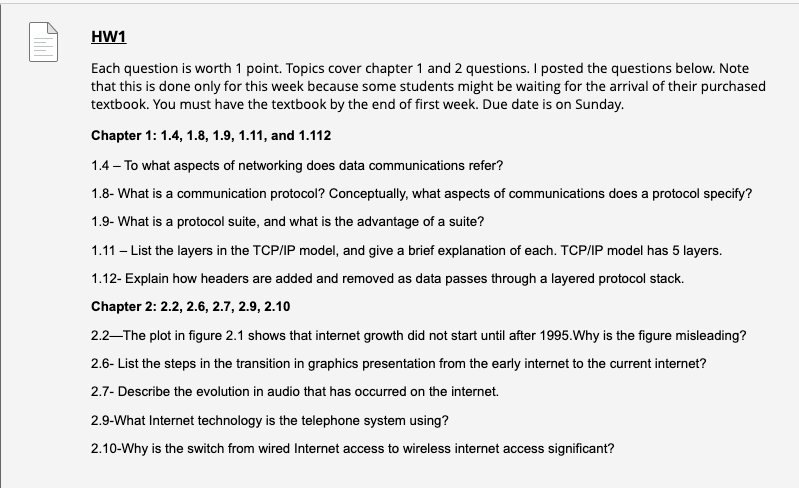 HW1
Each question is worth 1 point. Topics cover chapter 1 and 2 questions. I posted the questions below. Note
that this is done only for this week because some students might be waiting for the arrival of their purchased
textbook. You must have the textbook by the end of first week. Due date is on Sunday.
Chapter 1: 1.4, 1.8, 1.9, 1.11, and 1.112
1.4 – To what aspects of networking does data communications refer?
1.8- What is a communication protocol? Conceptually, what aspects of communications does a protocol specify?
1.9- What is a protocol suite, and what is the advantage of a suite?
1.11 – List the layers in the TCP/IP model, and give a brief explanation of each. TCP/IP model has 5 layers.
1.12- Explain how headers are added and removed as data passes through a layered protocol stack.
Chapter 2: 2.2, 2.6, 2.7, 2.9, 2.10
2.2—The plot in figure 2.1 shows that internet growth did not start until after 1995.Why is the figure misleading?
2.6- List the steps in the transition in graphics presentation from the early internet to the current internet?
2.7- Describe the evolution in audio that has occurred on the internet.
2.9-What Internet technology is the telephone system using?
2.10-Why is the switch from wired Internet access to wireless internet access significant?